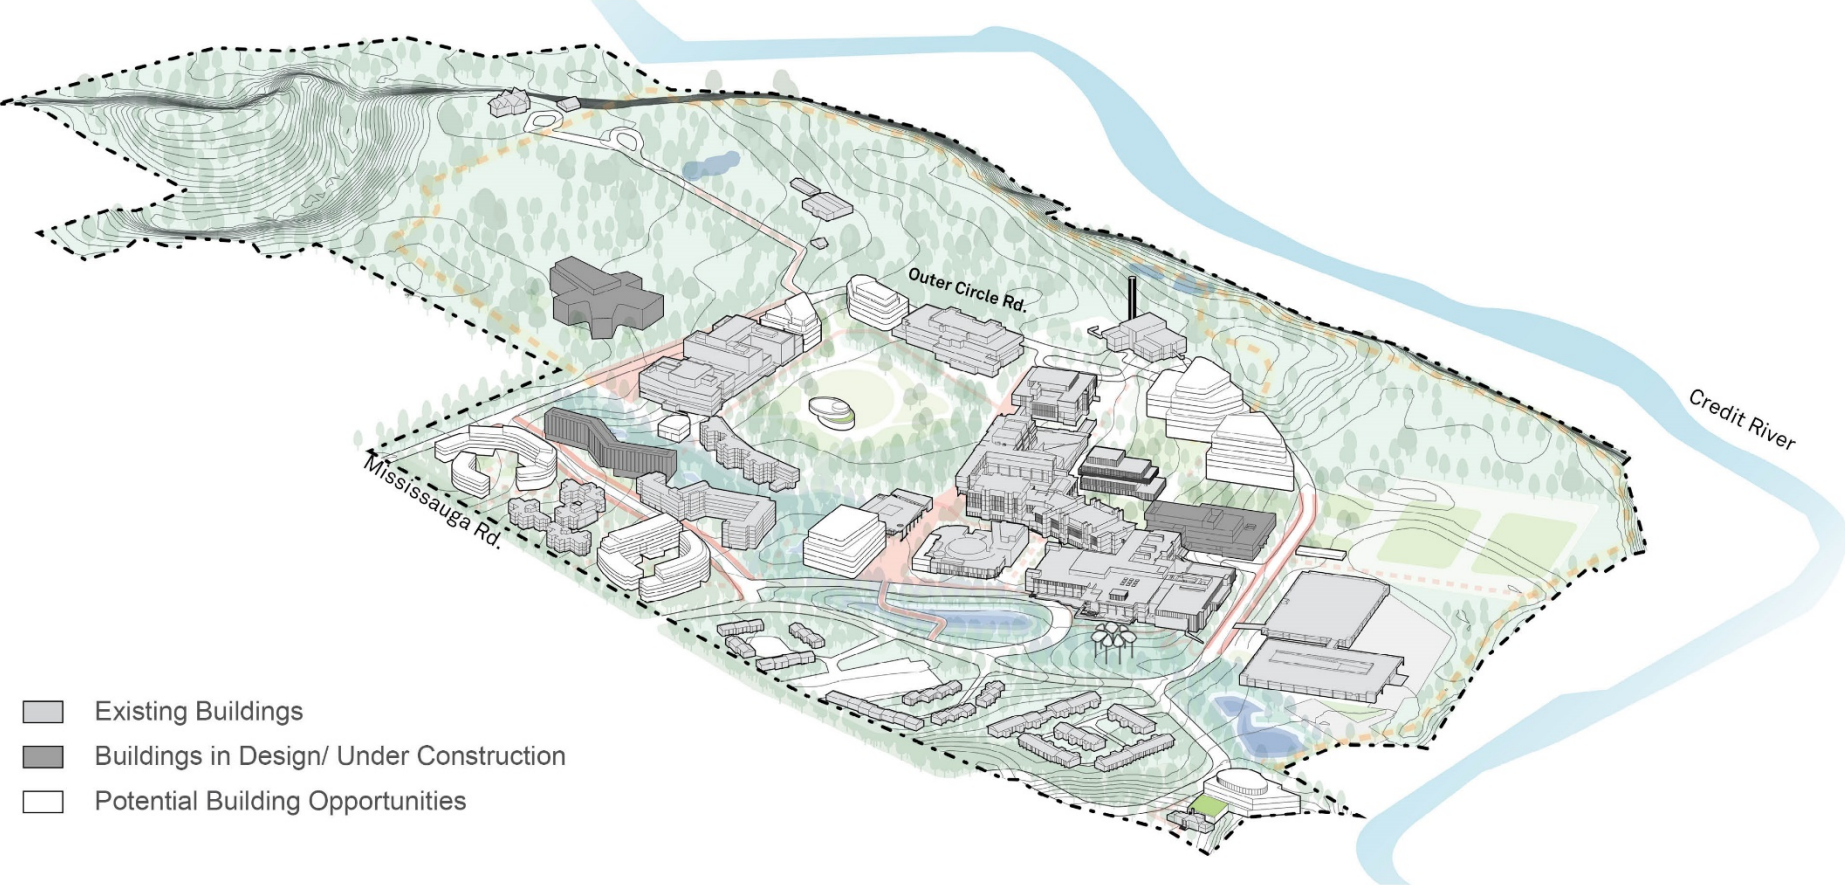 Outer Circle Rd.
Credit River
Mississauga Rd.
Existing Buildings
Buildings in Design/ Under Construction
Potential Building Opportunities